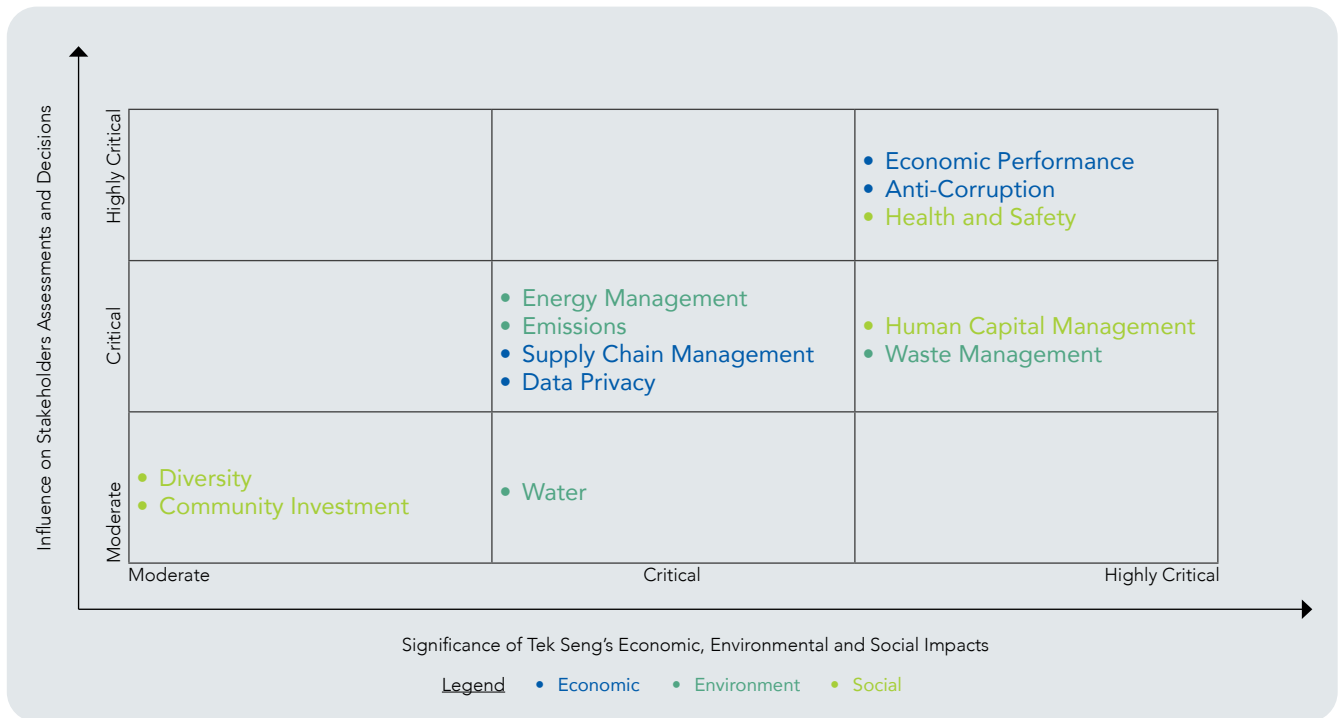 Influence on Stakeholders Assessments and Decisions
Highly Critical
• Economic Performance
• Anti-Corruption
• Health and Safety
Critical
• Energy Management
• Emissions
• Supply Chain Management
• Data Privacy
• Human Capital Management
• Waste Management
Moderate
• Diversity
• Community Investment
• Water
Moderate Critical Highly Critical
Significance of Tek Seng’s Economic, Environmental and Social Impacts
Legend • Economic • Environment • Social